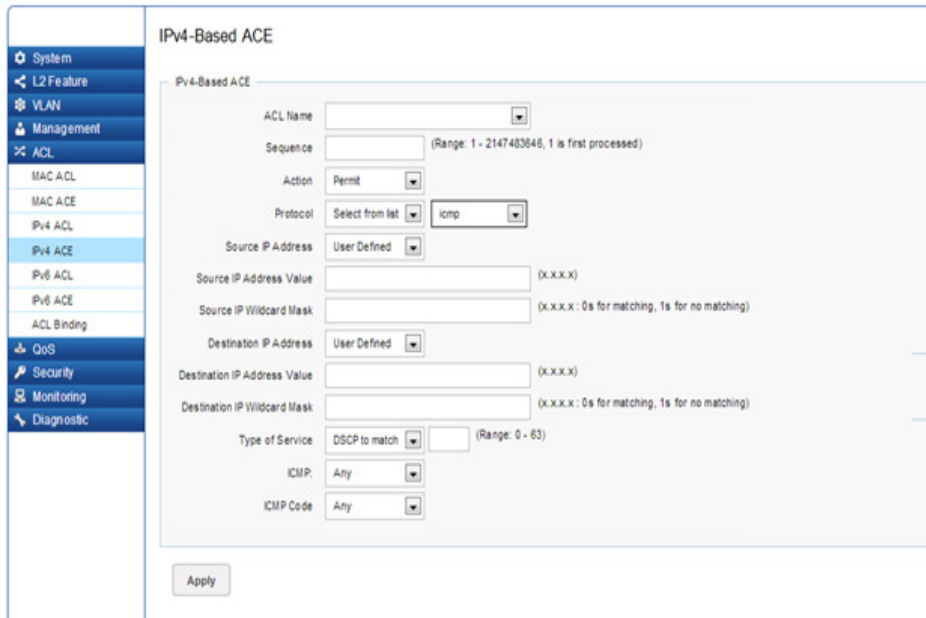 IPv4-Based ACE
System
L2 Feature
VLAN
Management
ACL
MAC ACL
MAC ACE
IPv4 ACL
IPv4 ACE
IPv6 ACL
IPv6 ACE
ACL Binding
QoS
Security
Monitoring
Diagnostic
IPv4-Based ACE
ACL Name
Sequence (Range: 1 - 2147483646, 1 is first processed)
Action Permit
Protocol Select from list icmp
Source IP Address User Defined
Source IP Address Value (x.x.x.x)
Source IP Wildcard Mask (x.x.x.x : 0s for matching, 1s for no matching)
Destination IP Address User Defined
Destination IP Address Value (x.x.x.x)
Destination IP Wildcard Mask (x.x.x.x : 0s for matching, 1s for no matching)
Type of Service DSCP to match (Range: 0 - 63)
ICMP: Any
ICMP Code Any
Apply